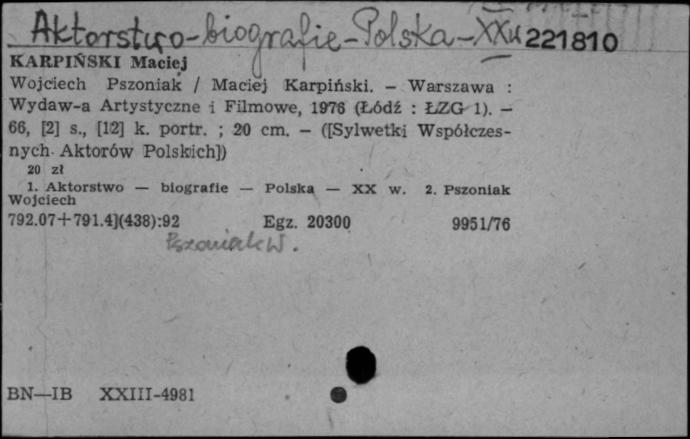 Aktorstwo-biografie-Polska-XXw 221810
KARPIŃSKI Maciej
Wojciech Pszoniak / Maciej Karpiński. – Warszawa :
Wydaw-a Artystyczne i Filmowe, 1976 (Łódź : ŁZG 1). –
66, [2] s., [12] k. portr. ; 20 cm. – ([Sylwetki Współczes-
nych Aktorów Polskich])
20 zł
1. Aktorstwo — biografie — Polska — XX w. 2. Pszoniak
Wojciech
792.07+791.4](438):92 Egz. 20300 9951/76
Pszoniak W.
BN—IB XXIII-4981